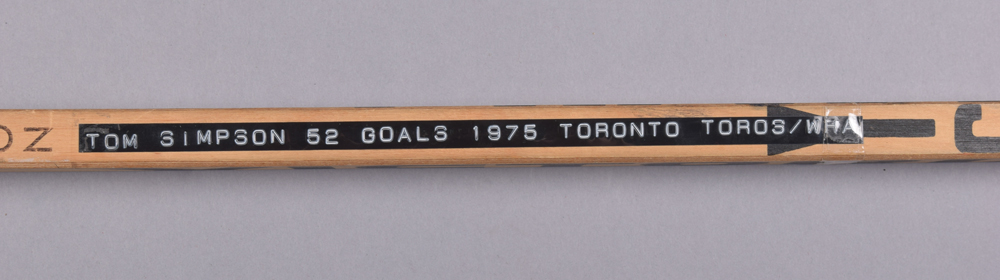 TOM SIMPSON 52 GOALS 1975 TORONTO TOROS/WHA